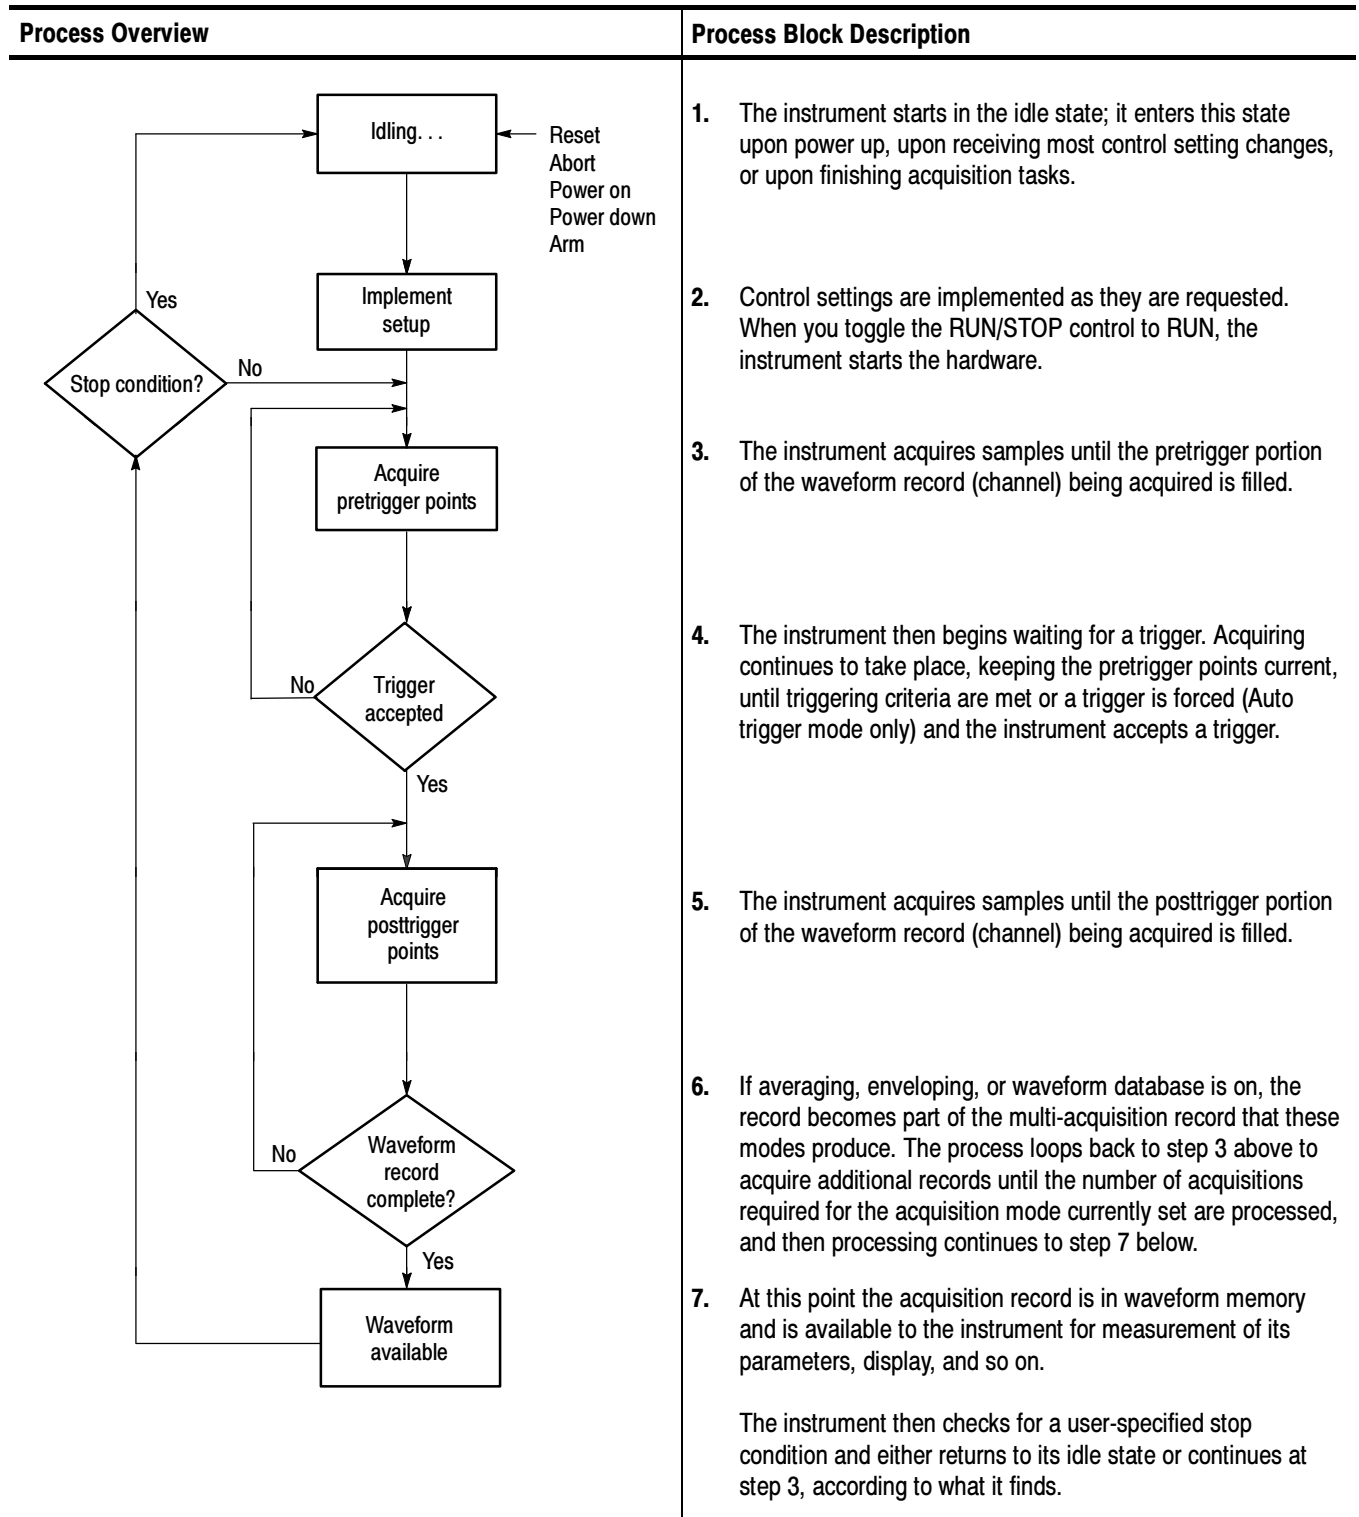 Process Overview
Process Block Description
Idling. . .
Reset
Abort
Power on
Power down
Arm
Implement
setup
Yes
Stop condition?
No
Acquire
pretrigger points
No
Trigger
accepted
Yes
Acquire
posttrigger
points
No
Waveform
record
complete?
Yes
Waveform
available
1. The instrument starts in the idle state; it enters this state
upon power up, upon receiving most control setting changes,
or upon finishing acquisition tasks.
2. Control settings are implemented as they are requested.
When you toggle the RUN/STOP control to RUN, the
instrument starts the hardware.
3. The instrument acquires samples until the pretrigger portion
of the waveform record (channel) being acquired is filled.
4. The instrument then begins waiting for a trigger. Acquiring
continues to take place, keeping the pretrigger points current,
until triggering criteria are met or a trigger is forced (Auto
trigger mode only) and the instrument accepts a trigger.
5. The instrument acquires samples until the posttrigger portion
of the waveform record (channel) being acquired is filled.
6. If averaging, enveloping, or waveform database is on, the
record becomes part of the multi-acquisition record that these
modes produce. The process loops back to step 3 above to
acquire additional records until the number of acquisitions
required for the acquisition mode currently set are processed,
and then processing continues to step 7 below.
7. At this point the acquisition record is in waveform memory
and is available to the instrument for measurement of its
parameters, display, and so on.
The instrument then checks for a user-specified stop
condition and either returns to its idle state or continues at
step 3, according to what it finds.